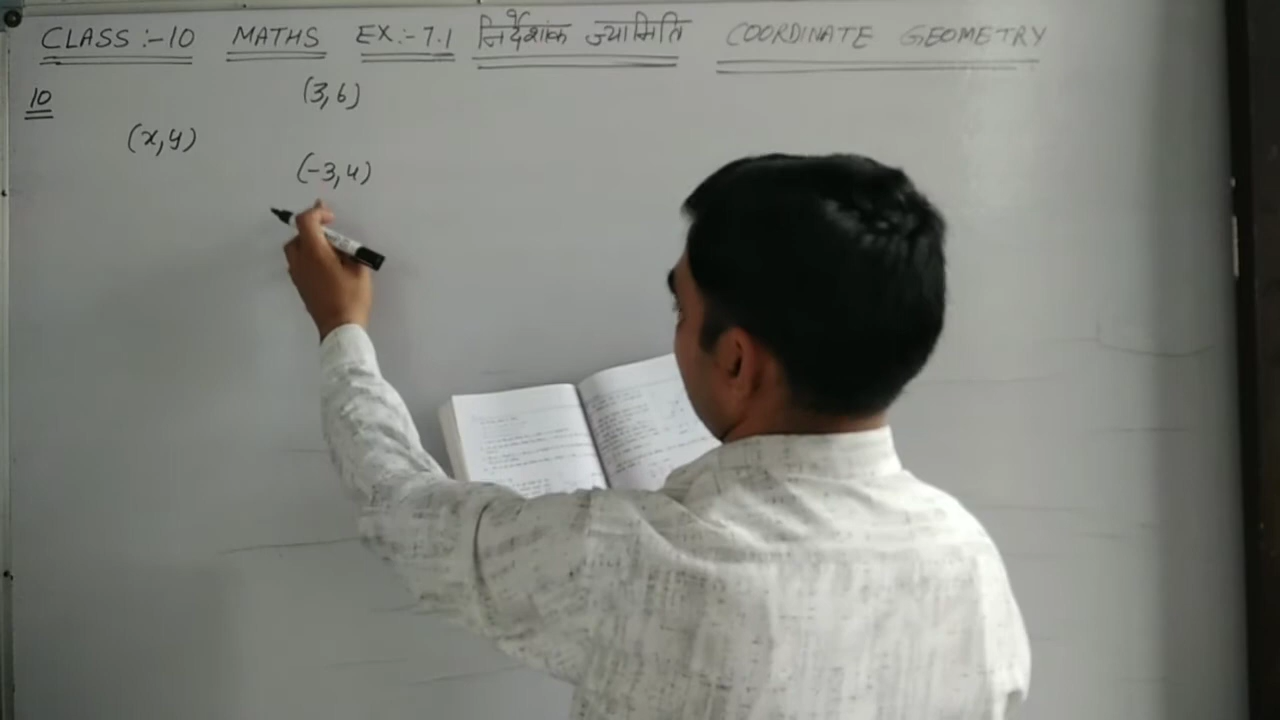 CLASS :- 10 MATHS EX :- 7.1 निर्देशांक ज्यामिति COORDINATE GEOMETRY
10 (3,6)
(x,y)
(-3,4)